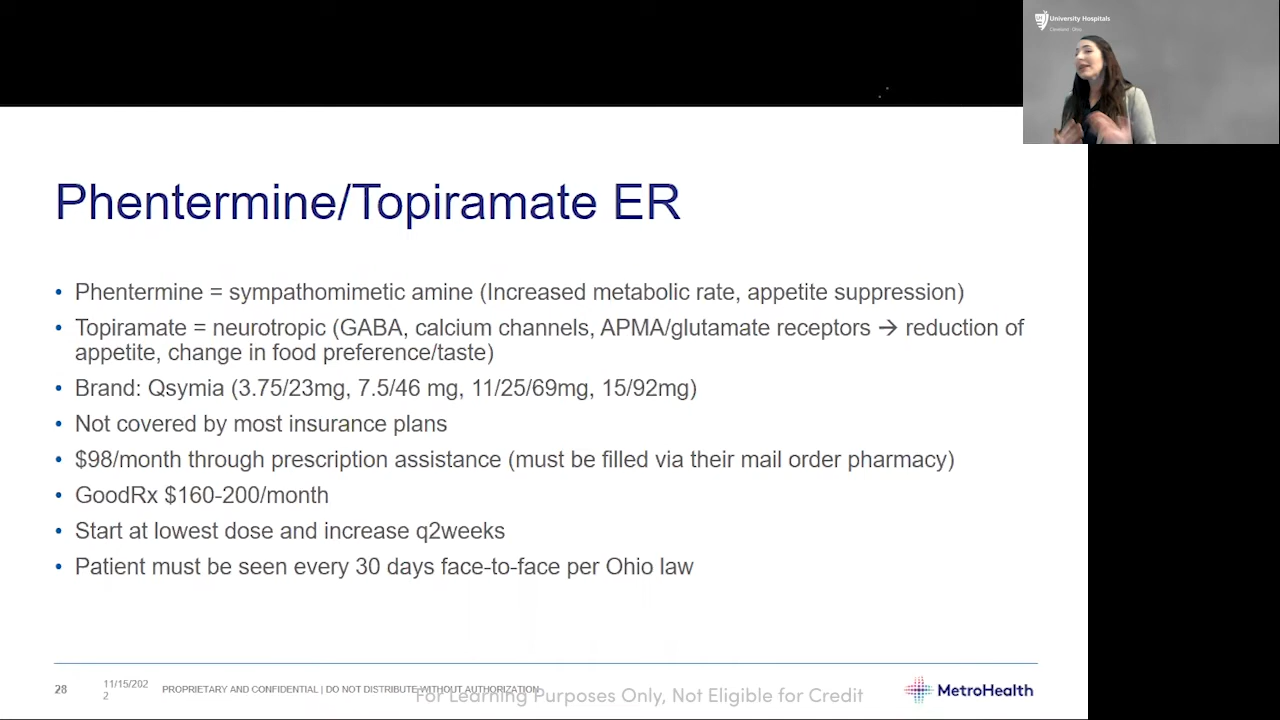 University Hospitals
Cleveland Ohio
Phentermine/Topiramate ER
• Phentermine = sympathomimetic amine (Increased metabolic rate, appetite suppression)
• Topiramate = neurotropic (GABA, calcium channels, APMA/glutamate receptors → reduction of
appetite, change in food preference/taste)
• Brand: Qsymia (3.75/23mg, 7.5/46 mg, 11/25/69mg, 15/92mg)
• Not covered by most insurance plans
• $98/month through prescription assistance (must be filled via their mail order pharmacy)
• GoodRx $160-200/month
• Start at lowest dose and increase q2weeks
• Patient must be seen every 30 days face-to-face per Ohio law
28
11/15/202
2
PROPRIETARY AND CONFIDENTIAL | DO NOT DISTRIBUTE WITHOUT AUTHORIZATION
For Learning Purposes Only, Not Eligible for Credit
MetroHealth